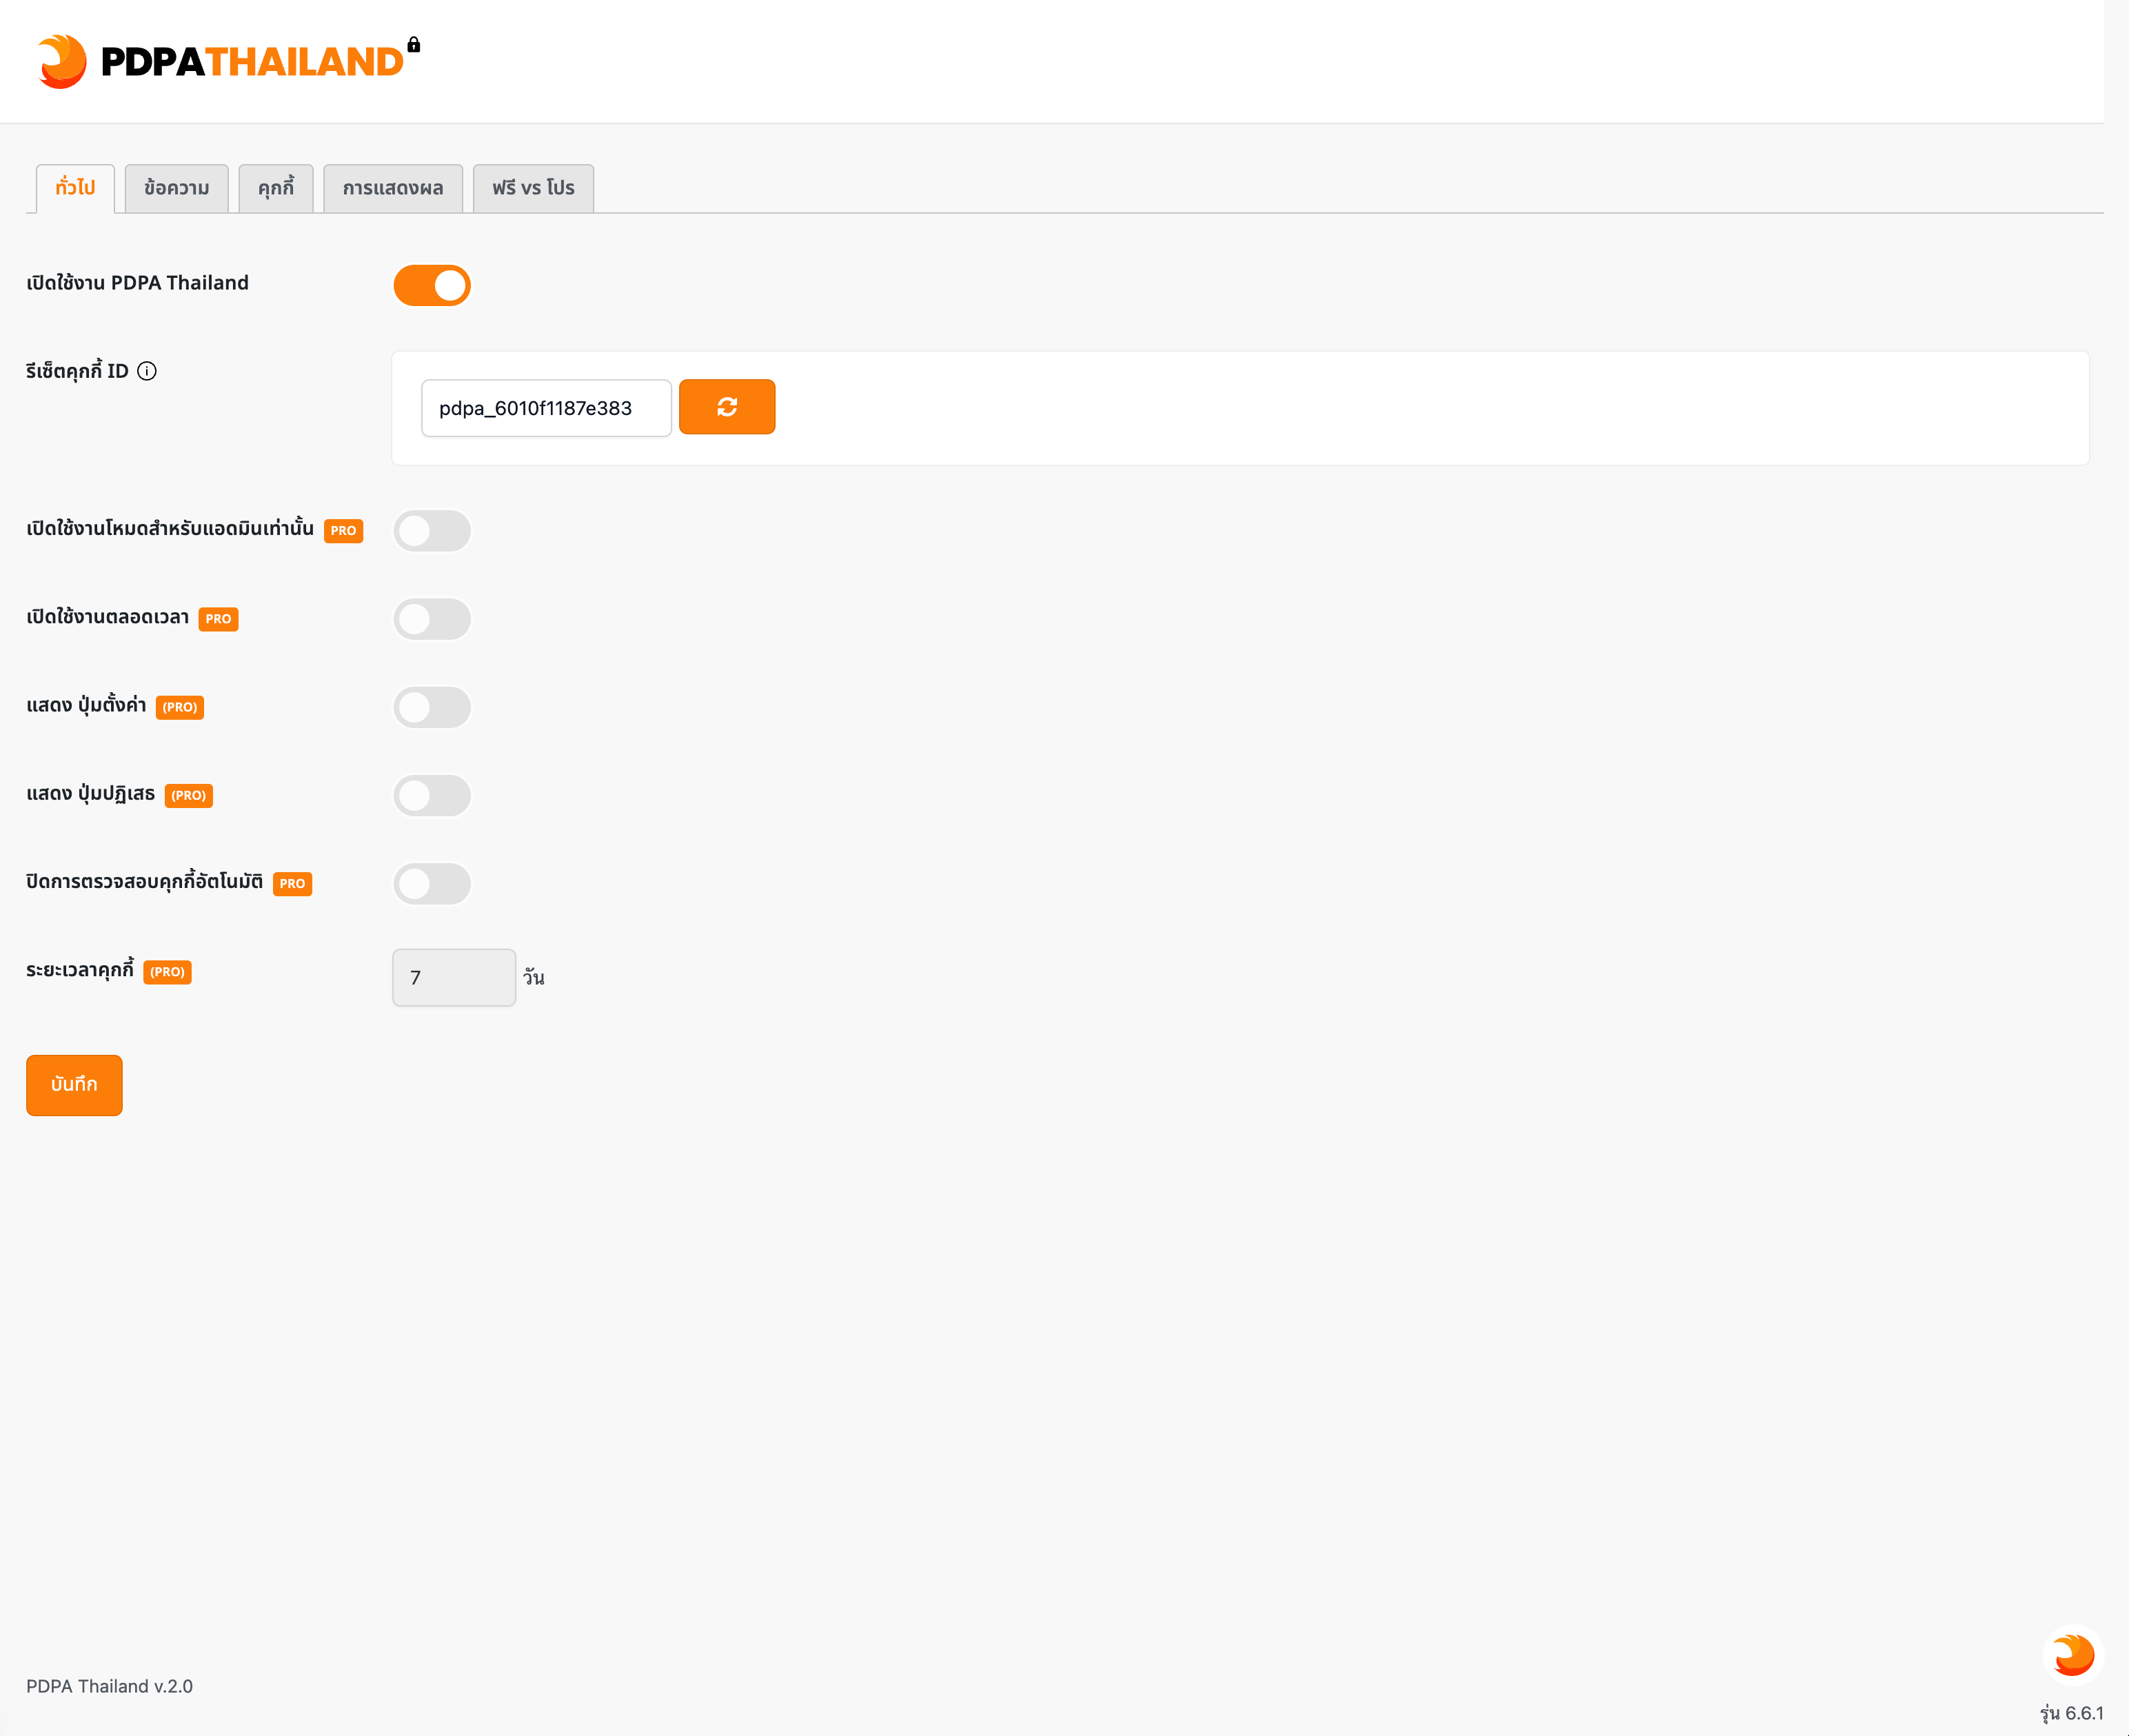 PDPATHAILAND
ทั่วไป
ข้อความ
คุกกี้
การแสดงผล
ฟรี vs โปร
เปิดใช้งาน PDPA Thailand
รีเซ็ตคุกกี้ ID
pdpa_6010f1187e383
เปิดใช้งานโหมดสำหรับแอดมินเท่านั้น PRO
เปิดใช้งานตลอดเวลา PRO
แสดง ปุ่มตั้งค่า (PRO)
แสดง ปุ่มปฏิเสธ (PRO)
ปิดการตรวจสอบคุกกี้อัตโนมัติ PRO
ระยะเวลาคุกกี้ (PRO)
7 วัน
บันทึก
PDPA Thailand v.2.0
รุ่น 6.6.1